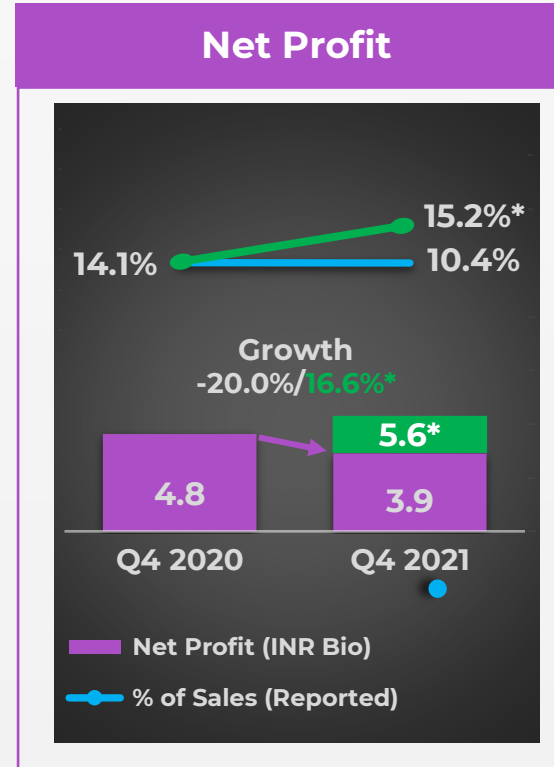 Net Profit
15.2%*
14.1%
10.4%
Growth
-20.0%/16.6%*
5.6*
4.8
3.9
Q4 2020 Q4 2021
Net Profit (INR Bio)
% of Sales (Reported)